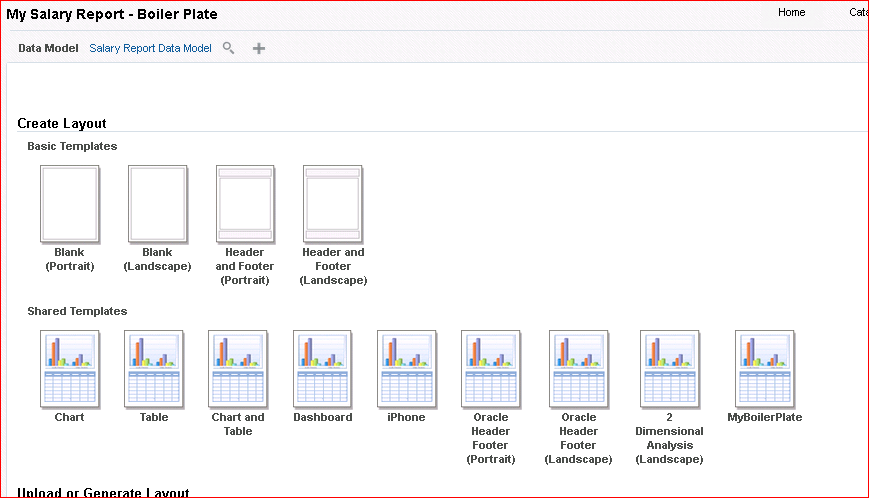 My Salary Report - Boiler Plate
Home
Cata
Data Model Salary Report Data Model
Create Layout
Basic Templates
Blank
(Portrait)
Blank
(Landscape)
Header
and Footer
(Portrait)
Header and
Footer
(Landscape)
Shared Templates
Chart
Table
Chart and
Table
Dashboard
iPhone
Oracle
Header
Footer
(Portrait)
Oracle
Header
Footer
(Landscape)
2
Dimensional
Analysis
(Landscape)
MyBoilerPlate
Upload or Generate Layout